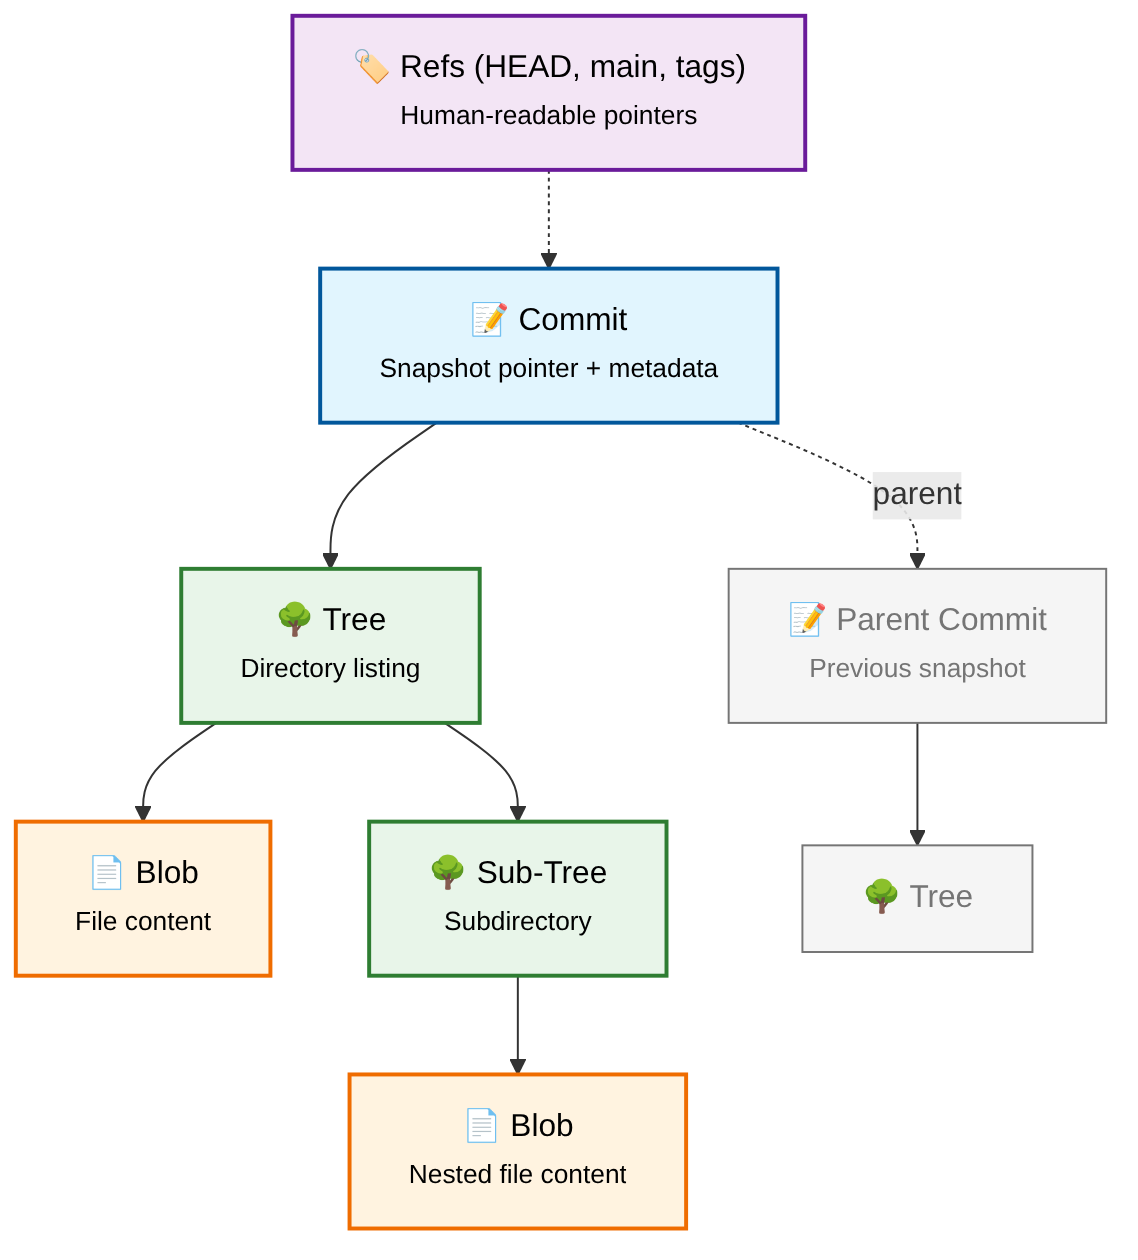 🏷️ Refs (HEAD, main, tags)
Human-readable pointers
📝 Commit
Snapshot pointer + metadata
parent
🌳 Tree
Directory listing
📝 Parent Commit
Previous snapshot
📄 Blob
File content
🌳 Sub-Tree
Subdirectory
🌳 Tree
📄 Blob
Nested file content